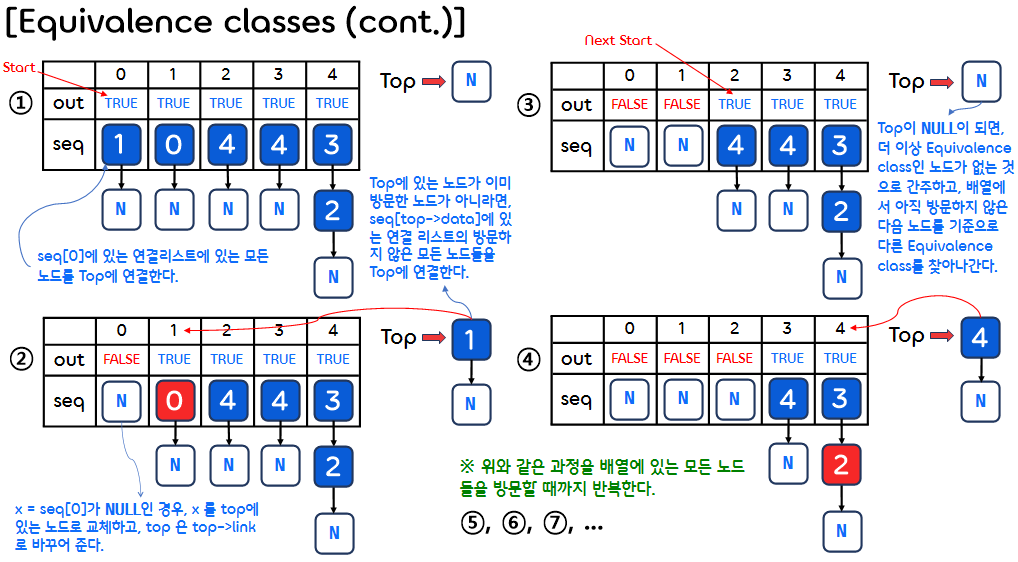 [Equivalence classes (cont.)]
Start
0 1 2 3 4
①
out TRUE TRUE TRUE TRUE TRUE
seq 1 0 4 4 3
N N N N 2
N
Top N
seq[0]에 있는 연결리스트에 있는 모든
노드를 Top에 연결한다.
Top에 있는 노드가 이미
방문한 노드가 아니라면,
seq[top->data]에 있
는 연결 리스트의 방문하
지 않은 모든 노드들을
Top에 연결한다.
0 1 2 3 4
②
out FALSE TRUE TRUE TRUE TRUE
seq N 0 4 4 3
N N N 2
N
Top 1
N
x = seq[0]가 NULL인 경우, x 를 top에
있는 노드로 교체하고, top 은 top->link
로 바꾸어 준다.
Next Start
0 1 2 3 4
③
out FALSE FALSE TRUE TRUE TRUE
seq N N 4 4 3
N N 2
N
Top N
Top이 NULL이 되면,
더 이상 Equivalence
class인 노드가 없는 것
으로 간주하고, 배열에
서 아직 방문하지 않은
다음 노드를 기준으로
다른 Equivalence
class를 찾아나간다.
0 1 2 3 4
④
out FALSE FALSE FALSE TRUE TRUE
seq N N N 4 3
N 2
N
Top 4
N
※ 위와 같은 과정을 배열에 있는 모든 노드
들을 방문할 때까지 반복한다.
⑤, ⑥, ⑦, ...